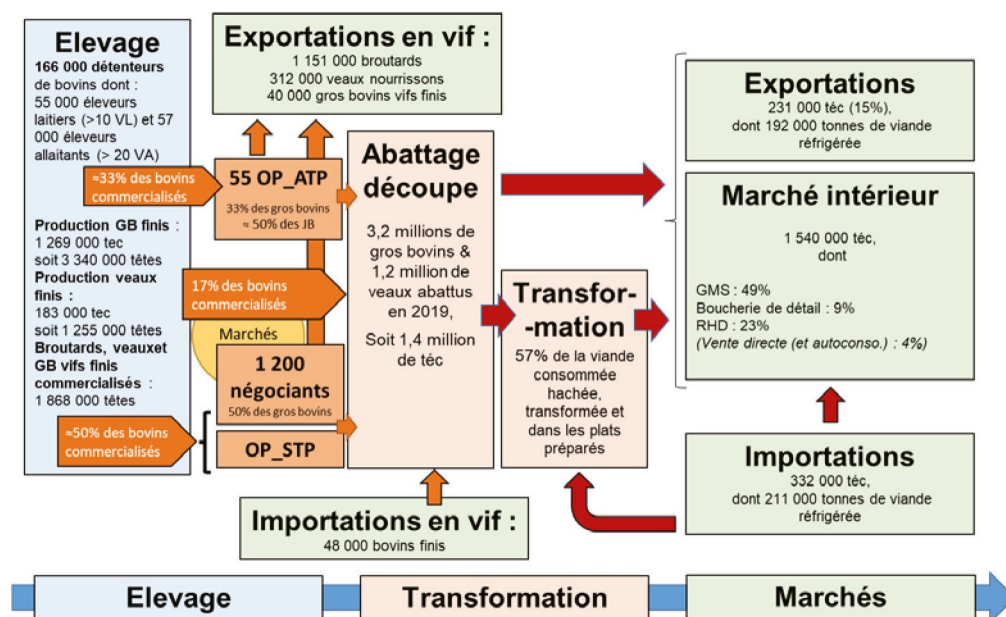 Elevage
166 000 détenteurs
de bovins dont :
55 000 éleveurs
laitiers (>10 VL) et 57
000 éleveurs
allaitants (> 20 VA)
≈33% des bovins
commercialisés
Production GB finis :
1 269 000 tec
soit 3 340 000 têtes
Production veaux
finis :
183 000 tec
soit 1 255 000 têtes
Broutards, veauxet
GB vifs finis
commercialisés :
1 868 000 têtes
≈50% des bovins
commercialisés
Exportations en vif :
1 151 000 broutards
312 000 veaux nourrissons
40 000 gros bovins vifs finis
55 OP_ATP
33% des gros bovins
≈ 50% des JB
17% des bovins
commercialisés
Marchés
1 200
négociants
50% des gros bovins
OP_STP
Abattage
découpe
3,2 millions de
gros bovins &
1,2 million de
veaux abattus
en 2019,
Soit 1,4 million
de téc
Importations en vif :
48 000 bovins finis
Transfor-
-mation
57% de la viande
consommée
hachée,
transformée et
dans les plats
préparés
Exportations
231 000 téc (15%),
dont 192 000 tonnes de viande
réfrigérée
Marché intérieur
1 540 000 téc,
dont
GMS : 49%
Boucherie de détail : 9%
RHD : 23%
(Vente directe (et autoconso.) : 4%)
Importations
332 000 téc,
dont 211 000 tonnes de viande
réfrigérée
Elevage
Transformation
Marchés